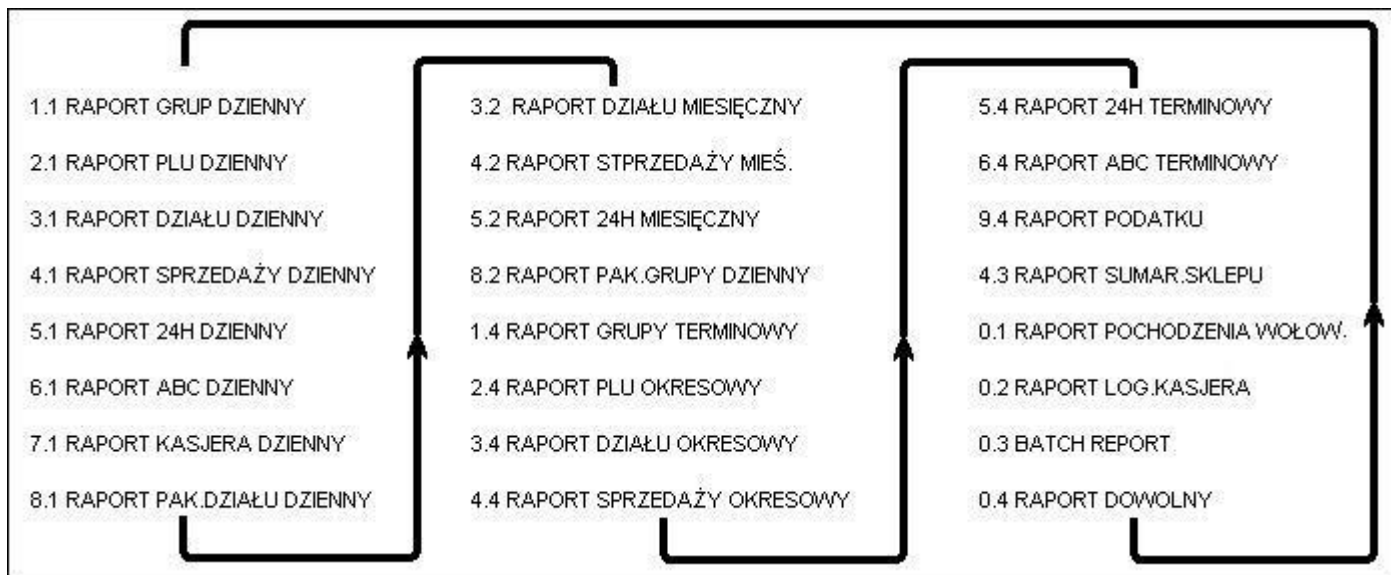 1.1 RAPORT GRUP DZIENNY
2.1 RAPORT PLU DZIENNY
3.1 RAPORT DZIAŁU DZIENNY
4.1 RAPORT SPRZEDAŻY DZIENNY
5.1 RAPORT 24H DZIENNY
6.1 RAPORT ABC DZIENNY
7.1 RAPORT KASJERA DZIENNY
8.1 RAPORT PAK.DZIAŁU DZIENNY
3.2 RAPORT DZIAŁU MIESIĘCZNY
4.2 RAPORT STPRZEDAŻY MIEŚ.
5.2 RAPORT 24H MIESIĘCZNY
8.2 RAPORT PAK.GRUPY DZIENNY
1.4 RAPORT GRUPY TERMINOWY
2.4 RAPORT PLU OKRESOWY
3.4 RAPORT DZIAŁU OKRESOWY
4.4 RAPORT SPRZEDAŻY OKRESOWY
5.4 RAPORT 24H TERMINOWY
6.4 RAPORT ABC TERMINOWY
9.4 RAPORT PODATKU
4.3 RAPORT SUMAR.SKLEPU
0.1 RAPORT POCHODZENIA WOŁOW.
0.2 RAPORT LOG.KASJERA
0.3 BATCH REPORT
0.4 RAPORT DOWOLNY